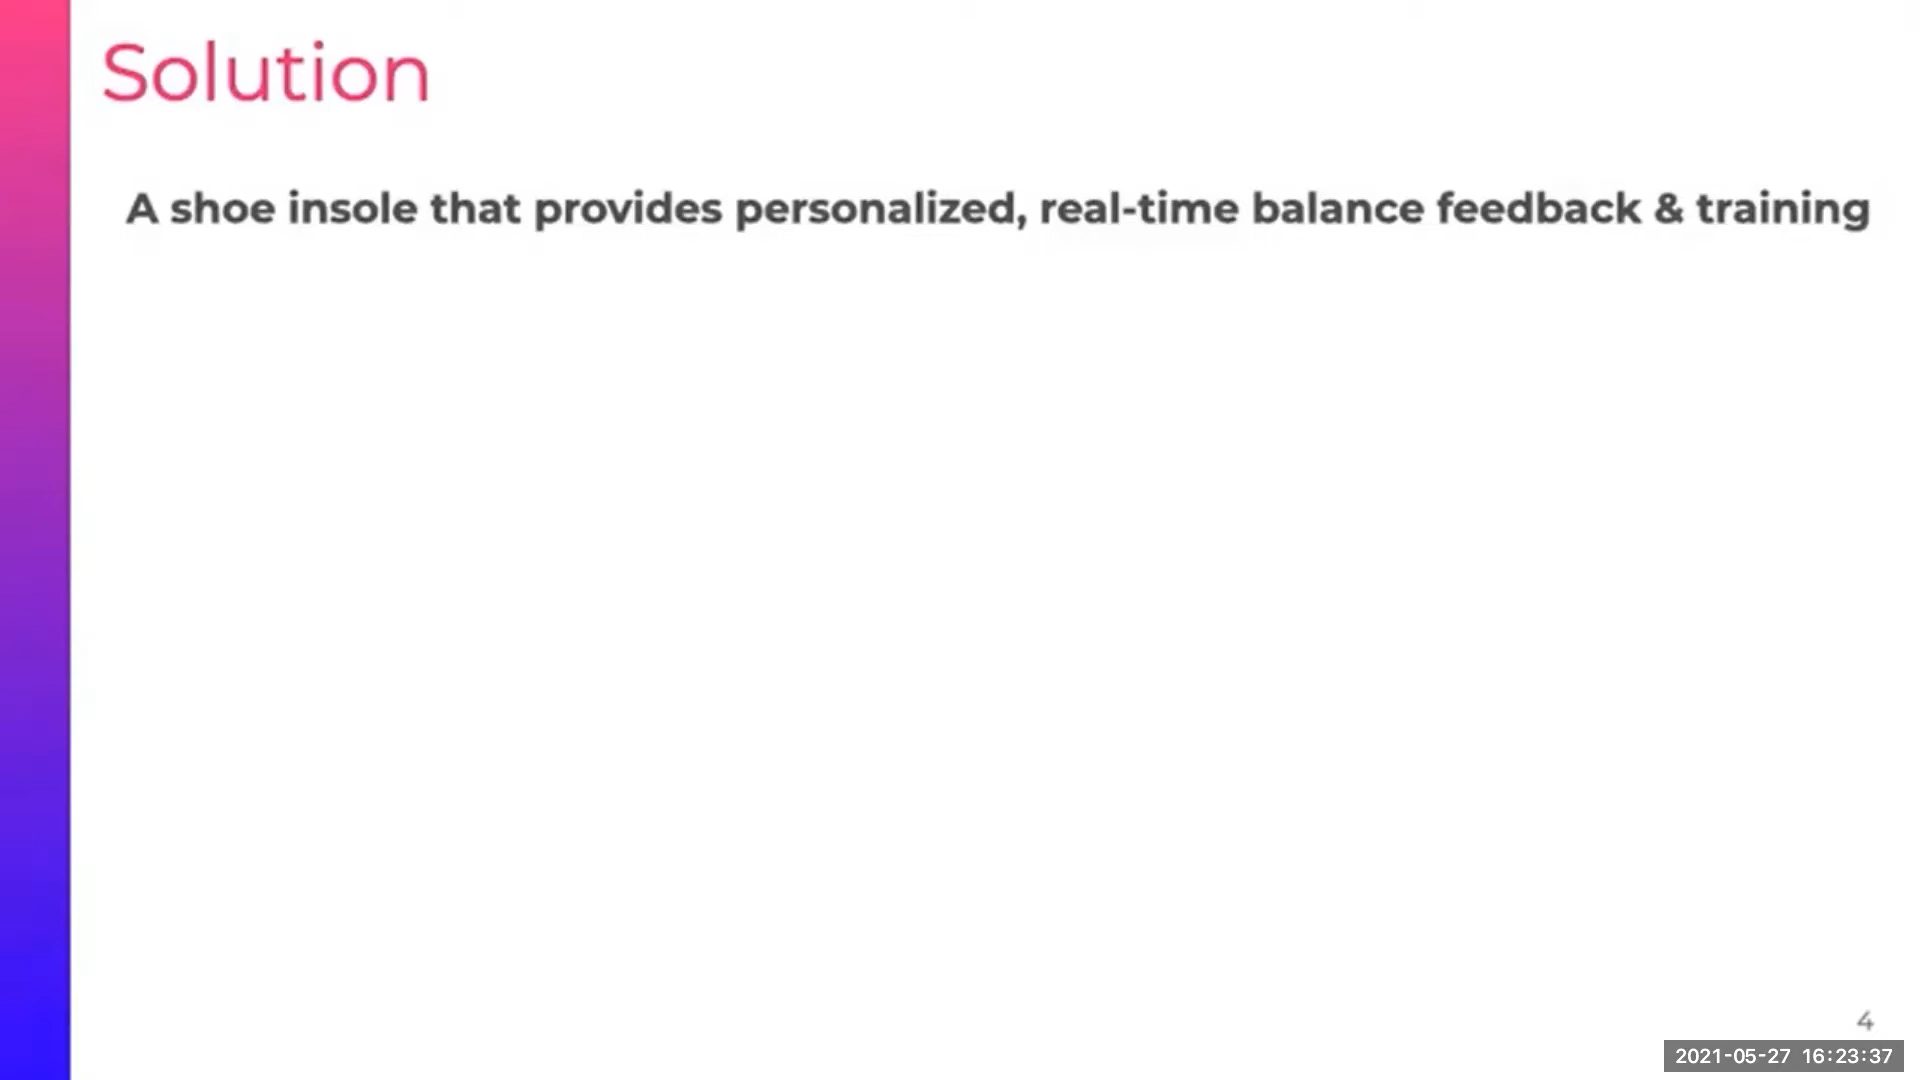 Solution
A shoe insole that provides personalized, real-time balance feedback & training
4
2021-05-27 16:23:37